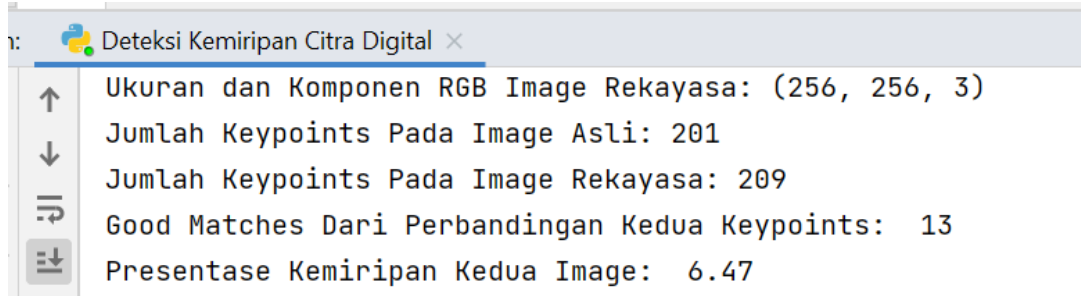 n: Deteksi Kemiripan Citra Digital ×
Ukuran dan Komponen RGB Image Rekayasa: (256, 256, 3)
Jumlah Keypoints Pada Image Asli: 201
Jumlah Keypoints Pada Image Rekayasa: 209
Good Matches Dari Perbandingan Kedua Keypoints:  13
Presentase Kemiripan Kedua Image:  6.47